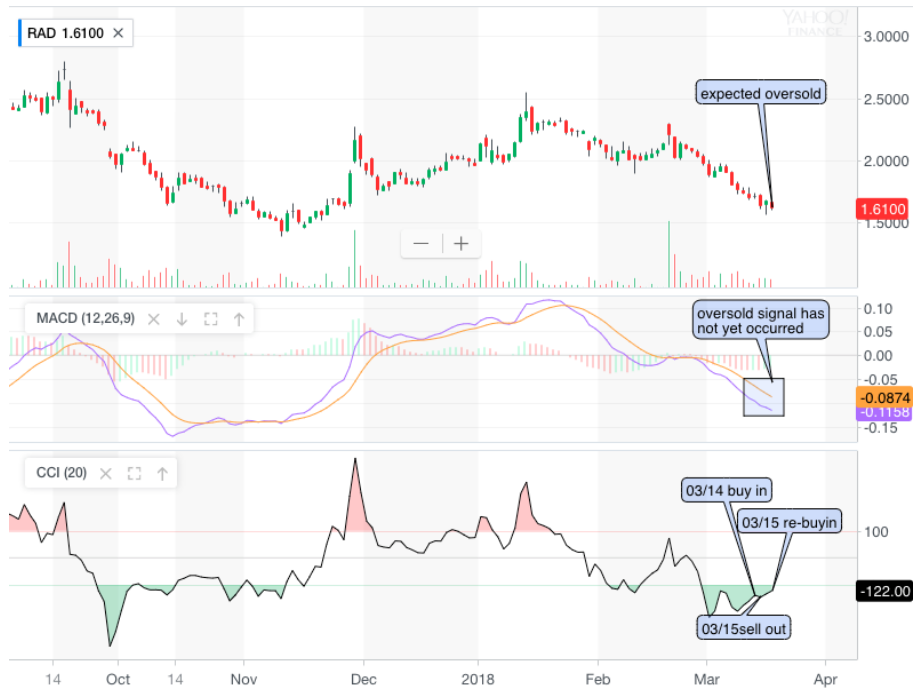 RAD 1.6100 ×
YAHOO!
FINANCE
3.0000
expected oversold
2.5000
2.0000
1.6100
1.5000
MACD (12,26,9)
oversold signal has
not yet occurred
0.10
0.05
0.00
-0.05
-0.0874
-0.1158
-0.15
CCI (20)
03/14 buy in
03/15 re-buyin
100
-122.00
03/15sell out
14 Oct 14 Nov Dec 2018 Feb Mar Apr